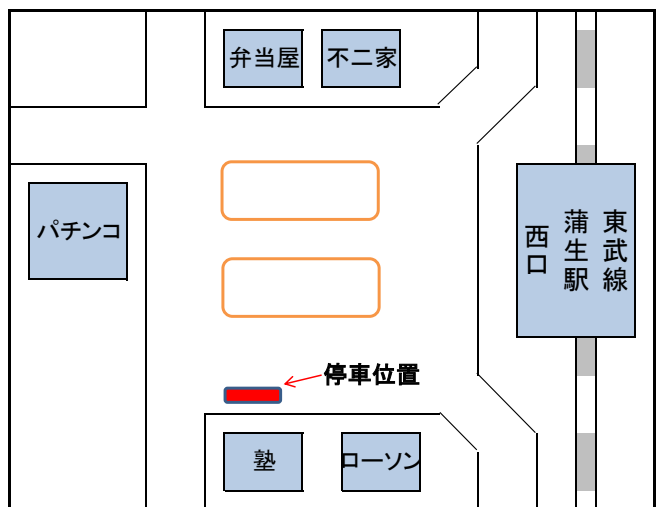 弁当屋
不二家
パチンコ
東武線
蒲生駅
西口
停車位置
塾
ローソン